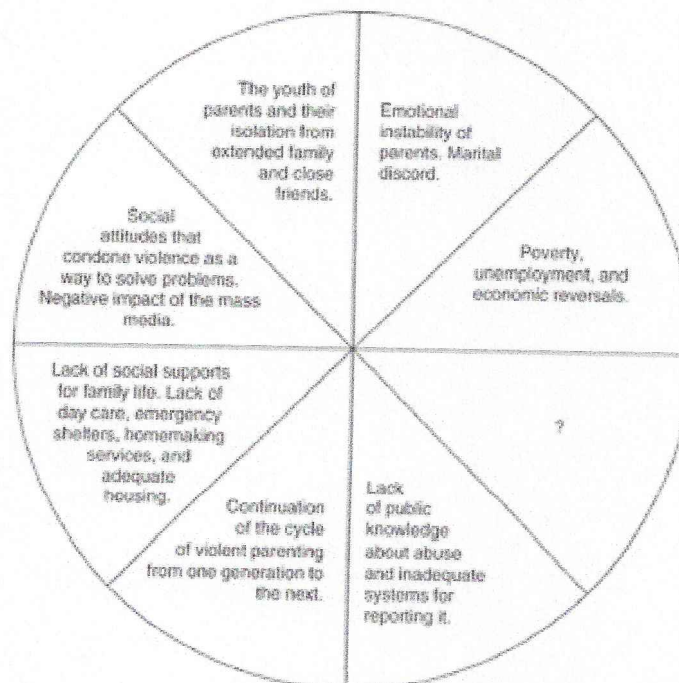 The youth of
parents and their
isolation from
extended family
and close
friends.
Emotional
instability of
parents. Marital
discord.
Poverty,
unemployment, and
economic reversals.
?
Lack
of public
knowledge
about abuse
and inadequate
systems for
reporting it.
Continuation
of the cycle
of violent parenting
from one generation to
the next.
Lack of social supports
for family life. Lack of
day care, emergency
shelters, homemaking
services, and
adequate
housing.
Social
attitudes that
condone violence as a
way to solve problems.
Negative impact of the mass
media.